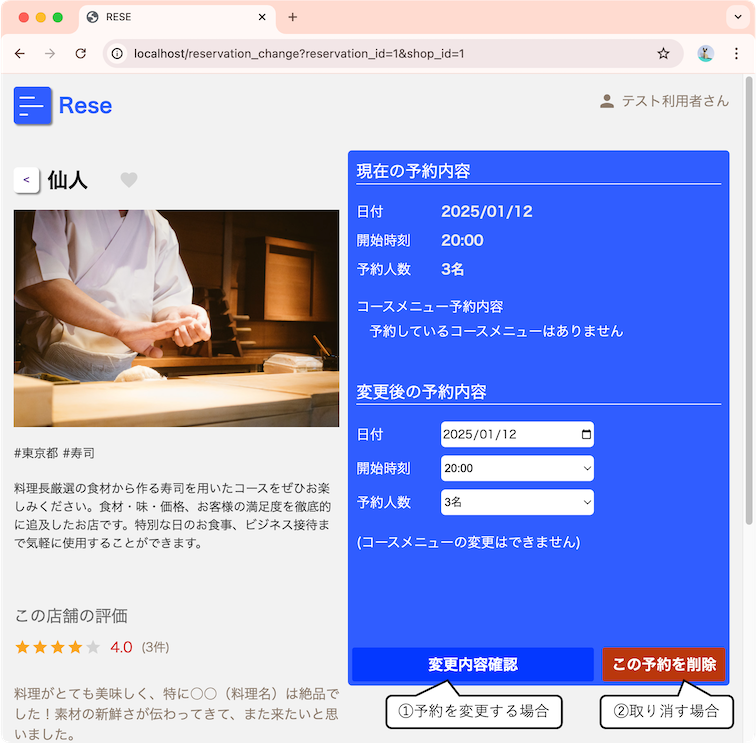 RESE
localhost/reservation_change?reservation_id=1&shop_id=1
Rese
テスト利用者さん
< 仙人
#東京都 #寿司
料理長厳選の食材から作る寿司を用いたコースをぜひお楽
しみください。食材・味・価格、お客様の満足度を徹底的
に追及したお店です。特別な日のお食事、ビジネス接待ま
で気軽に使用することができます。
この店舗の評価
4.0 (3件)
料理がとても美味しく、特に〇〇（料理名）は絶品で
した！素材の新鮮さが伝わってきて、また来たいと思
いました。
現在の予約内容
日付 2025/01/12
開始時刻 20:00
予約人数 3名
コースメニュー予約内容
予約しているコースメニューはありません
変更後の予約内容
日付 2025/01/12
開始時刻 20:00
予約人数 3名
(コースメニューの変更はできません)
変更内容確認 この予約を削除
①予約を変更する場合 ②取り消す場合